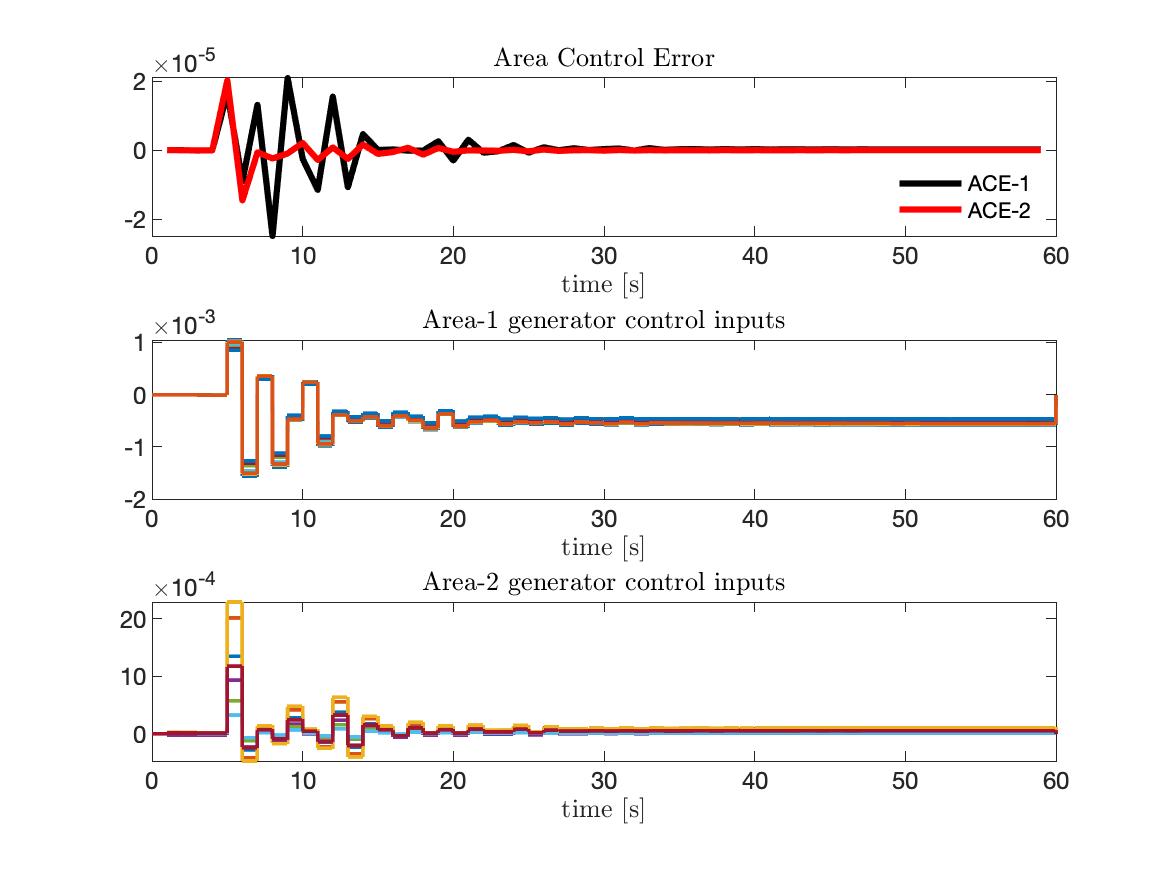 Area Control Error
×10-5
2
0
-2
ACE-1
ACE-2
0 10 20 30 40 50 60
time [s]
Area-1 generator control inputs
×10-3
1
0
-1
-2
0 10 20 30 40 50 60
time [s]
Area-2 generator control inputs
×10-4
20
10
0
0 10 20 30 40 50 60
time [s]